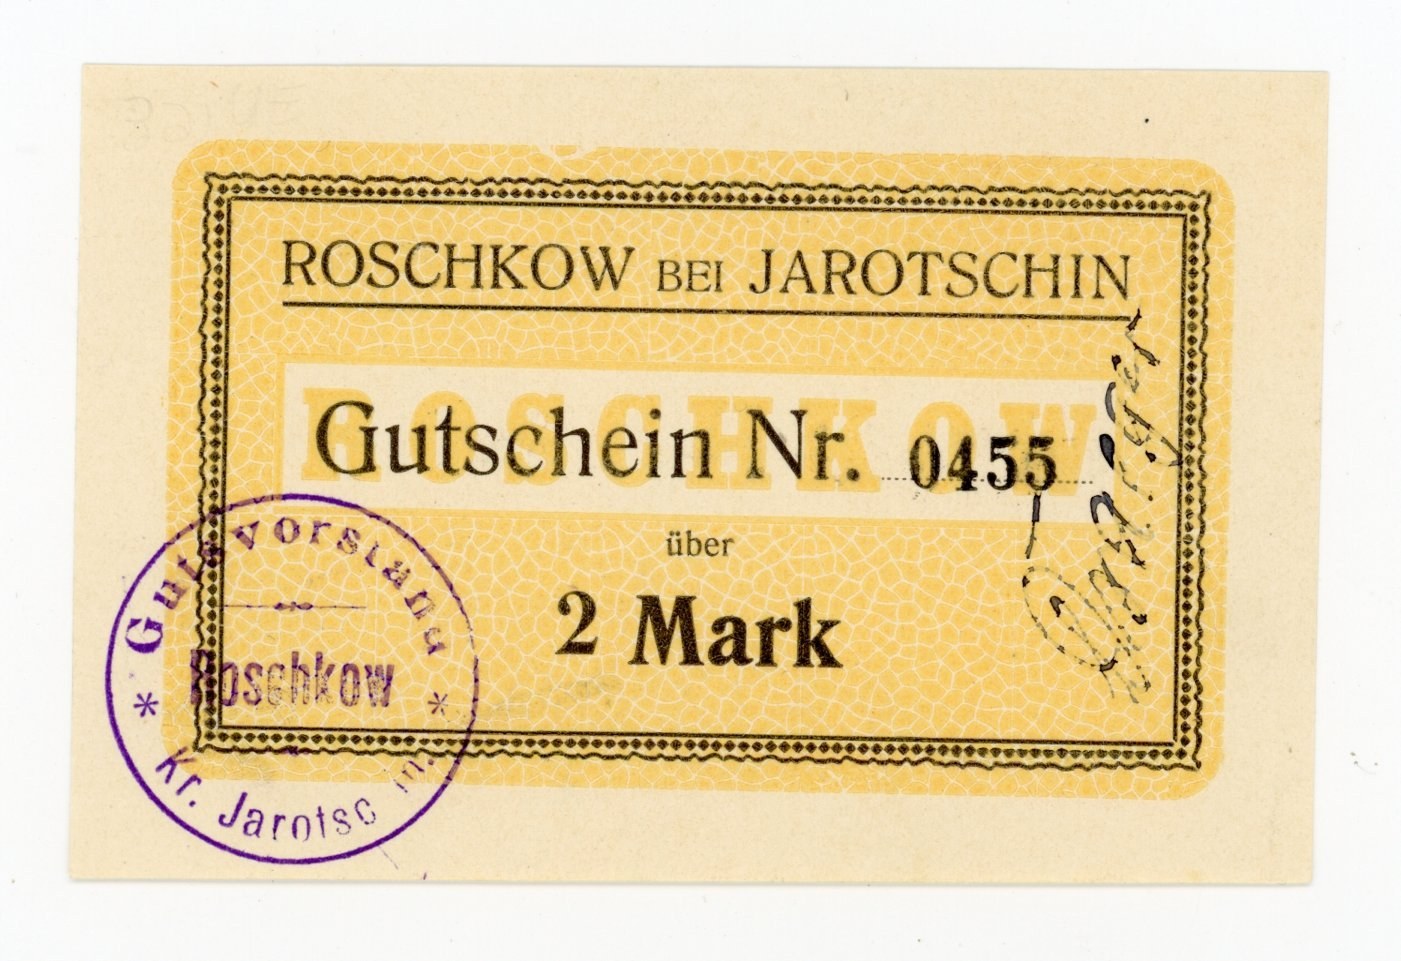 ROSCHKOW BEI JAROTSCHIN
ROSCHKOW
Gutschein Nr. 0455
über
2 Mark
Gutsvorstand
Roschkow
Kr. Jarotsc in.